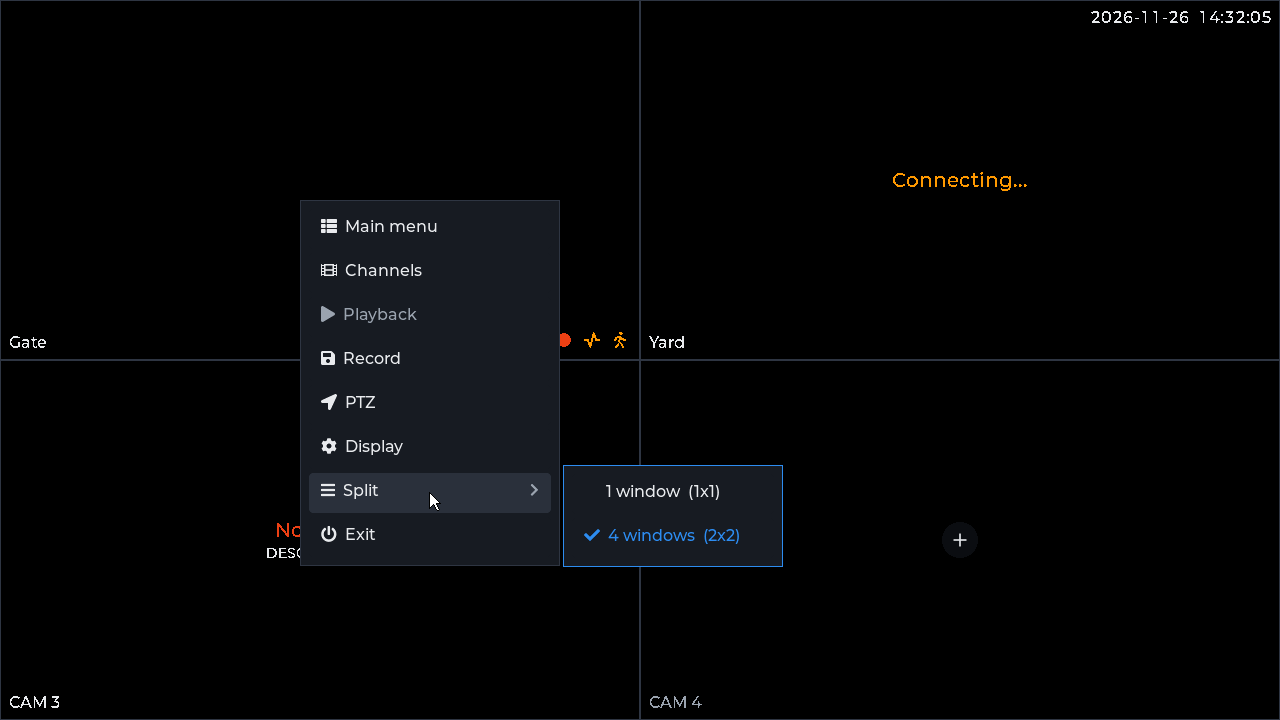 2026-11-26 14:32:05
Connecting...
Main menu
Channels
Playback
Record
PTZ
Display
Split
Exit
1 window (1x1)
4 windows (2x2)
Gate
Yard
CAM 3
CAM 4